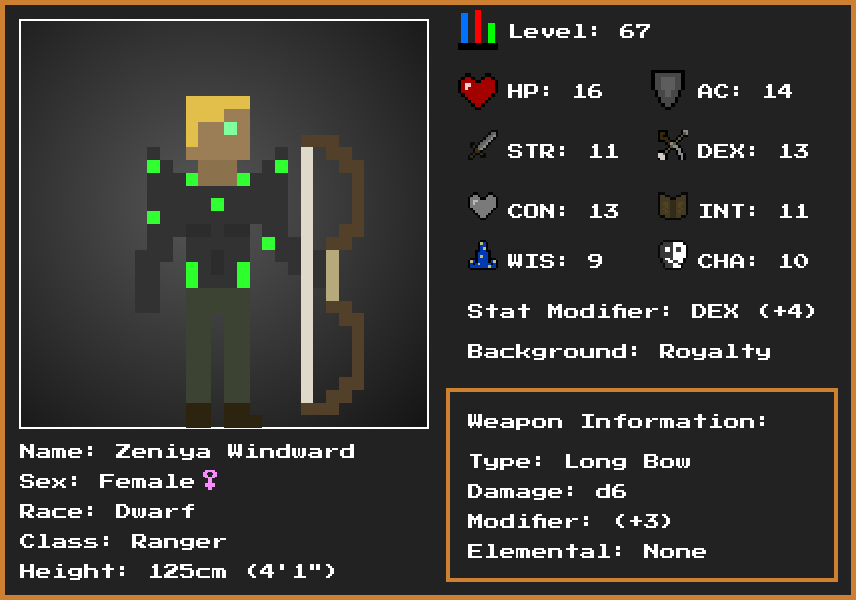 Level: 67
HP: 16
AC: 14
STR: 11
DEX: 13
CON: 13
INT: 11
WIS: 9
CHA: 10
Stat Modifier: DEX (+4)
Background: Royalty
Weapon Information:
Type: Long Bow
Damage: d6
Modifier: (+3)
Elemental: None
Name: Zeniya Windward
Sex: Female♀
Race: Dwarf
Class: Ranger
Height: 125cm (4'1")